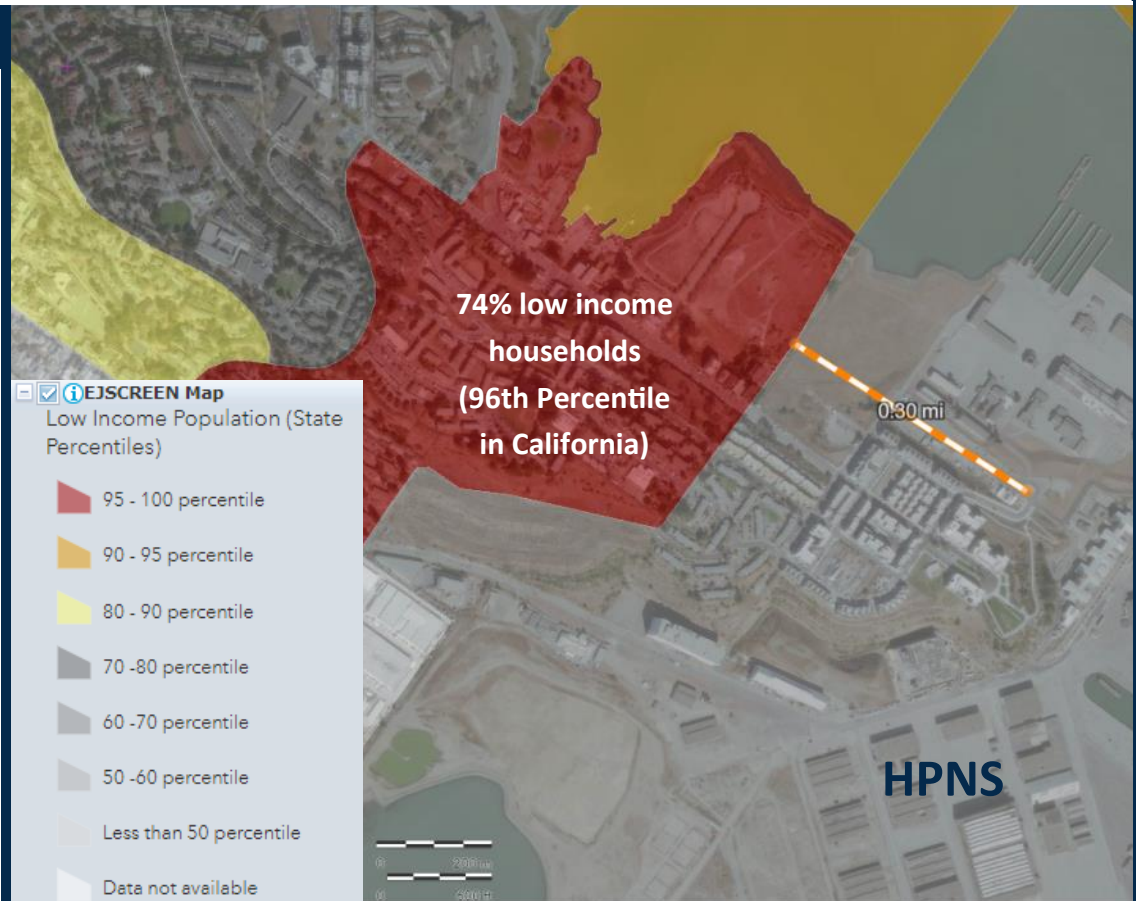 74% low income
households
(96th Percentile
in California)
0.30 mi
EJSCREEN Map
Low Income Population (State
Percentiles)
95 - 100 percentile
90 - 95 percentile
80 - 90 percentile
70 -80 percentile
60 -70 percentile
50 -60 percentile
Less than 50 percentile
Data not available
HPNS